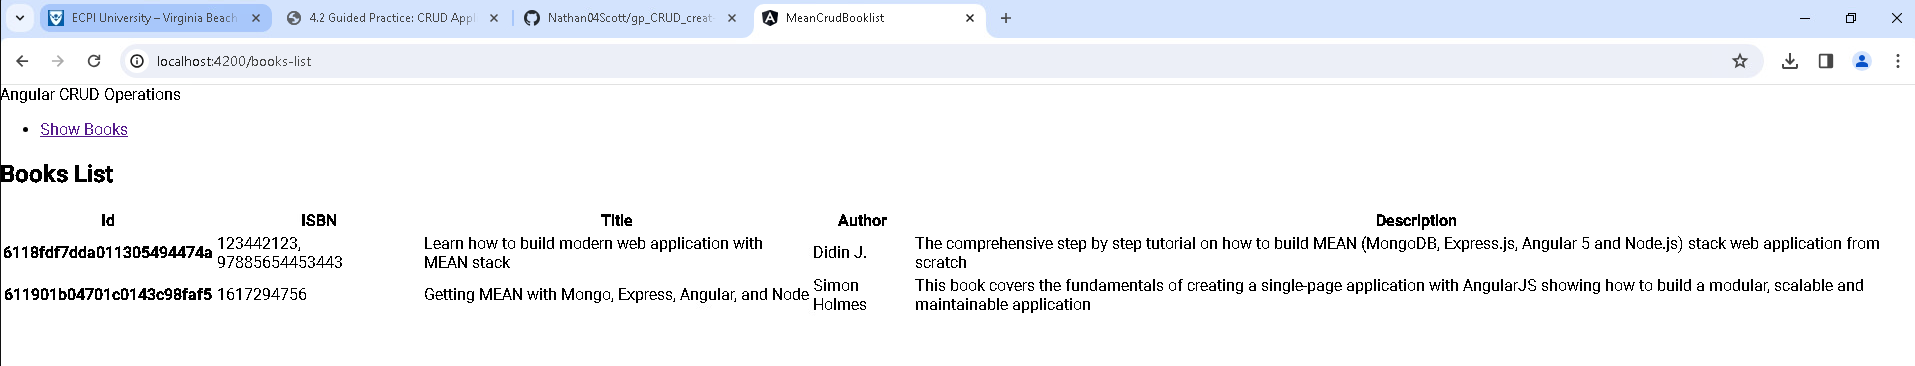 ECPI University – Virginia Beach
4.2 Guided Practice: CRUD Appl
Nathan04Scott/gp_CRUD_creat
MeanCrudBooklist
localhost:4200/books-list
Angular CRUD Operations
• Show Books
Books List
Id ISBN Title Author Description
6118fdf7dda011305494474a 123442123, 97885654453443 Learn how to build modern web application with MEAN stack Didin J. The comprehensive step by step tutorial on how to build MEAN (MongoDB, Express.js, Angular 5 and Node.js) stack web application from scratch
611901b04701c0143c98faf5 1617294756 Getting MEAN with Mongo, Express, Angular, and Node Simon Holmes This book covers the fundamentals of creating a single-page application with AngularJS showing how to build a modular, scalable and maintainable application